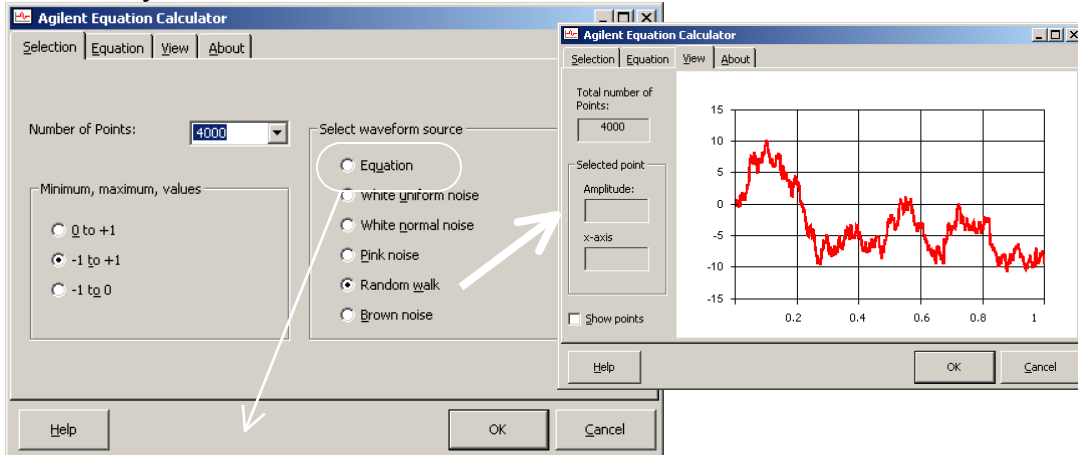 Agilent Equation Calculator
Selection Equation View About
Number of Points: 4000
Minimum, maximum, values
0 to +1
-1 to +1
-1 to 0
Select waveform source
Equation
White uniform noise
White normal noise
Pink noise
Random walk
Brown noise
Help OK Cancel
Agilent Equation Calculator
Selection Equation View About
Total number of
Points:
4000
Selected point
Amplitude:
x-axis
Show points
15
10
5
0
-5
-10
-15
0.2 0.4 0.6 0.8 1
Help OK Cancel